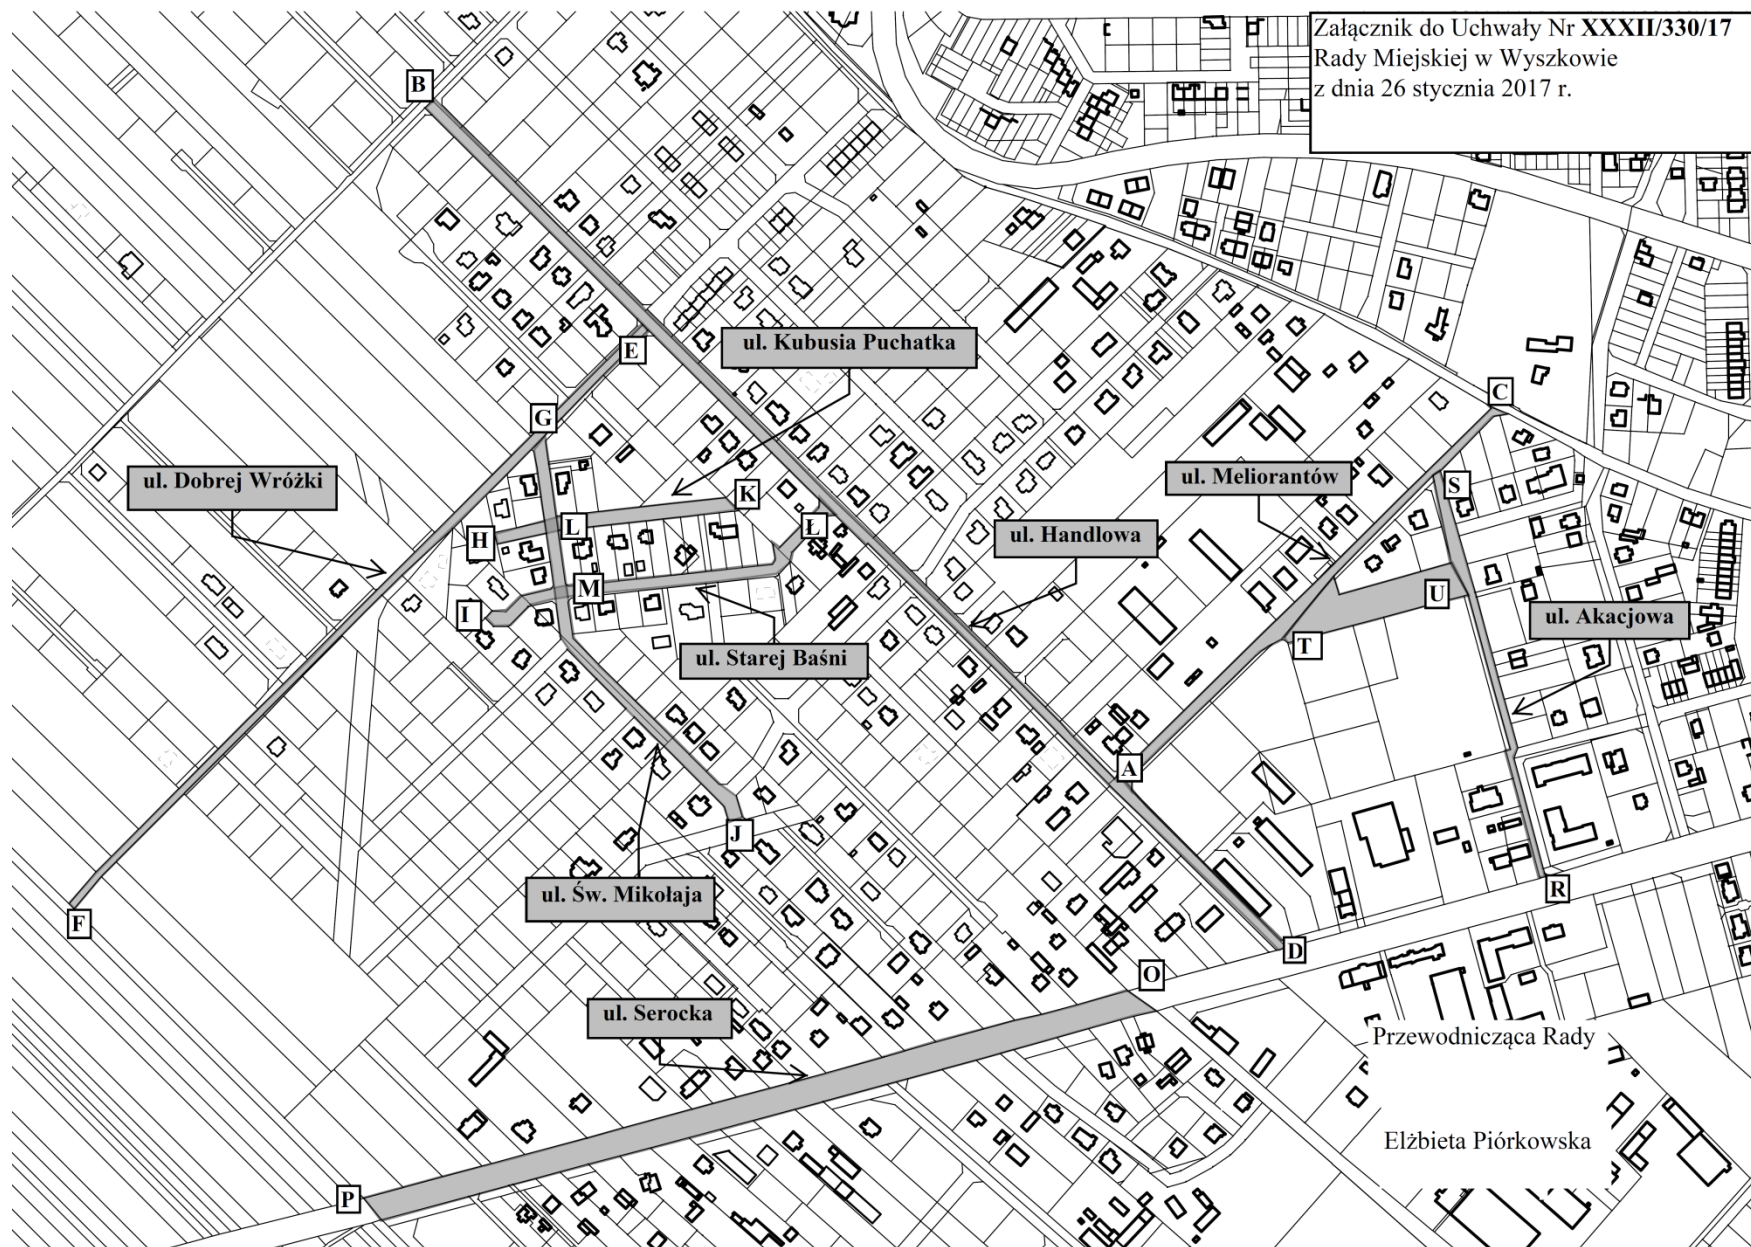 Załącznik do Uchwały Nr XXXII/330/17
Rady Miejskiej w Wyszkowie
z dnia 26 stycznia 2017 r.
B
E
ul. Kubusia Puchatka
C
G
ul. Dobrej Wróżki
ul. Meliorantów
S
K
L
Ł
H
ul. Handlowa
M
U
I
ul. Akacjowa
T
ul. Starej Baśni
A
J
ul. Św. Mikołaja
R
F
D
O
ul. Serocka
Przewodnicząca Rady
Elżbieta Piórkowska
P